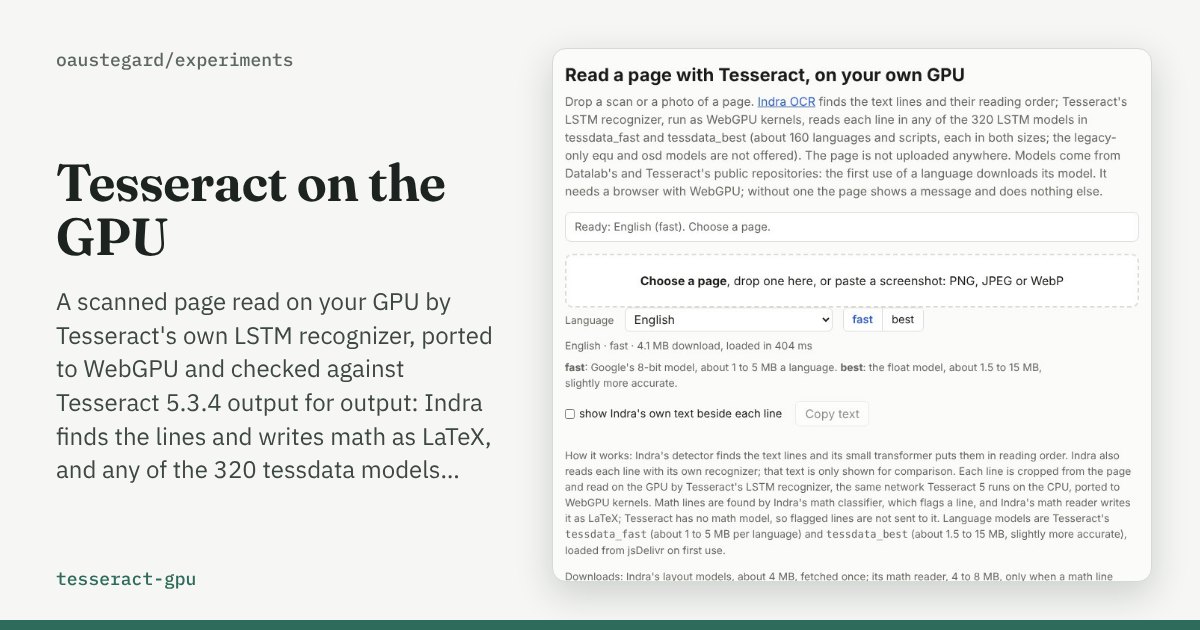 oaustegard/experiments
Tesseract on the
GPU
A scanned page read on your GPU by
Tesseract's own LSTM recognizer, ported
to WebGPU and checked against
Tesseract 5.3.4 output for output: Indra
finds the lines and writes math as LaTeX,
and any of the 320 tessdata models...
tesseract-gpu
Read a page with Tesseract, on your own GPU
Drop a scan or a photo of a page. Indra OCR finds the text lines and their reading order; Tesseract's
LSTM recognizer, run as WebGPU kernels, reads each line in any of the 320 LSTM models in
tessdata_fast and tessdata_best (about 160 languages and scripts, each in both sizes; the legacy-
only equ and osd models are not offered). The page is not uploaded anywhere. Models come from
Datalab's and Tesseract's public repositories: the first use of a language downloads its model. It
needs a browser with WebGPU; without one the page shows a message and does nothing else.
Ready: English (fast). Choose a page.
Choose a page, drop one here, or paste a screenshot: PNG, JPEG or WebP
Language English fast best
English · fast · 4.1 MB download, loaded in 404 ms
fast: Google's 8-bit model, about 1 to 5 MB a language. best: the float model, about 1.5 to 15 MB,
slightly more accurate.
show Indra's own text beside each line Copy text
How it works: Indra's detector finds the text lines and its small transformer puts them in reading order. Indra also
reads each line with its own recognizer; that text is only shown for comparison. Each line is cropped from the page
and read on the GPU by Tesseract's LSTM recognizer, the same network Tesseract 5 runs on the CPU, ported to
WebGPU kernels. Math lines are found by Indra's math classifier, which flags a line, and Indra's math reader writes
it as LaTeX; Tesseract has no math model, so flagged lines are not sent to it. Language models are Tesseract's
tessdata_fast (about 1 to 5 MB per language) and tessdata_best (about 1.5 to 15 MB, slightly more accurate),
loaded from jsDelivr on first use.
Downloads: Indra's layout models, about 4 MB, fetched once; its math reader, 4 to 8 MB, only when a math line